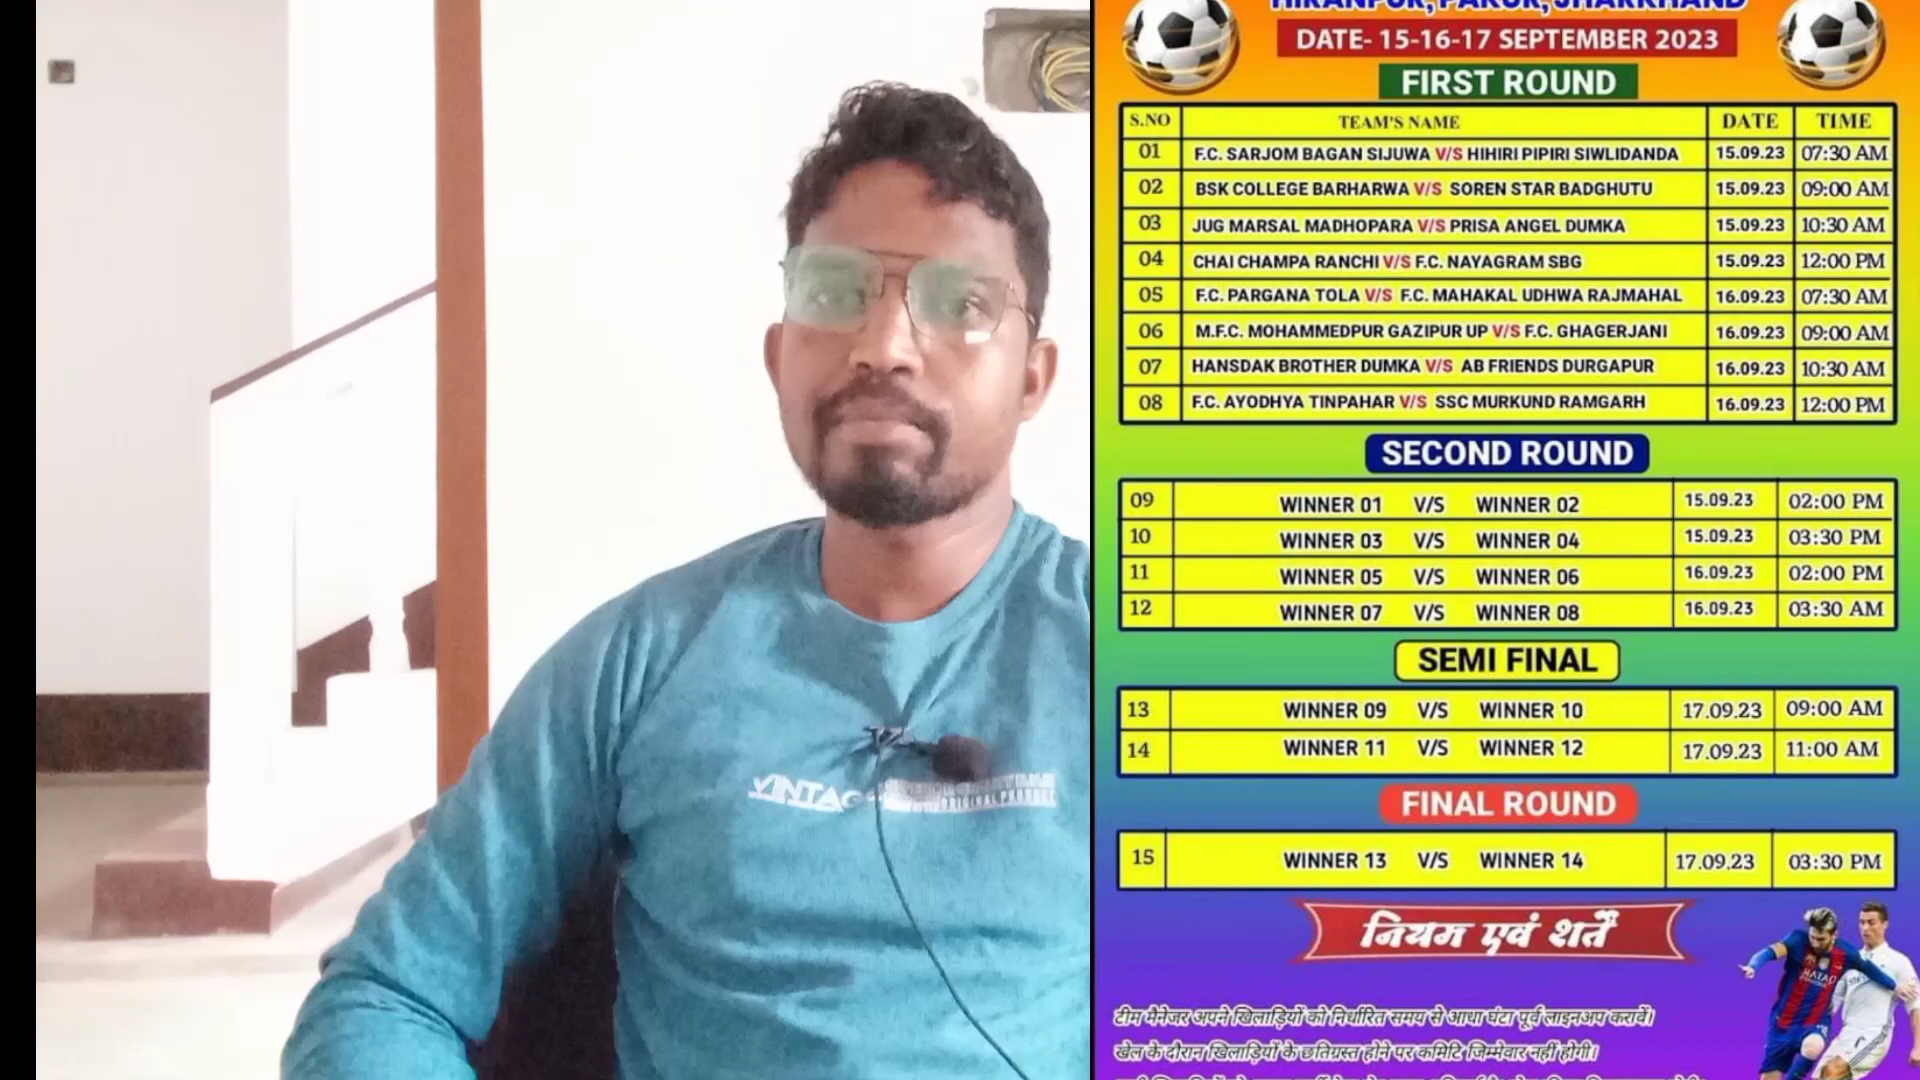 HIRANPUR, PAKUR, JHARKHAND
DATE- 15-16-17 SEPTEMBER 2023
FIRST ROUND
S.NO TEAM'S NAME DATE TIME
01 F.C. SARJOM BAGAN SIJUWA V/S HIHIRI PIPIRI SIWLIDANDA 15.09.23 07:30 AM
02 BSK COLLEGE BARHARWA V/S SOREN STAR BADGHUTU 15.09.23 09:00 AM
03 JUG MARSAL MADHOPARA V/S PRISA ANGEL DUMKA 15.09.23 10:30 AM
04 CHAI CHAMPA RANCHI V/S F.C. NAYAGRAM SBG 15.09.23 12:00 PM
05 F.C. PARGANA TOLA V/S F.C. MAHAKAL UDHWA RAJMAHAL 16.09.23 07:30 AM
06 M.F.C. MOHAMMEDPUR GAZIPUR UP V/S F.C. GHAGERJANI 16.09.23 09:00 AM
07 HANSDAK BROTHER DUMKA V/S AB FRIENDS DURGAPUR 16.09.23 10:30 AM
08 F.C. AYODHYA TINPAHAR V/S SSC MURKUND RAMGARH 16.09.23 12:00 PM
SECOND ROUND
09 WINNER 01 V/S WINNER 02 15.09.23 02:00 PM
10 WINNER 03 V/S WINNER 04 15.09.23 03:30 PM
11 WINNER 05 V/S WINNER 06 16.09.23 02:00 PM
12 WINNER 07 V/S WINNER 08 16.09.23 03:30 AM
SEMI FINAL
13 WINNER 09 V/S WINNER 10 17.09.23 09:00 AM
14 WINNER 11 V/S WINNER 12 17.09.23 11:00 AM
FINAL ROUND
15 WINNER 13 V/S WINNER 14 17.09.23 03:30 PM
नियम एवं शर्तें
टीम मैनेजर अपने खिलाड़ियों को निर्धारित समय से आधा घंटा पूर्व लाइनअप करावें।
खेल के दौरान खिलाड़ियों के छतिग्रस्त होने पर कमिटि जिम्मेवार नहीं होगी।
VINTAG
ORIGINAL PRODUCT